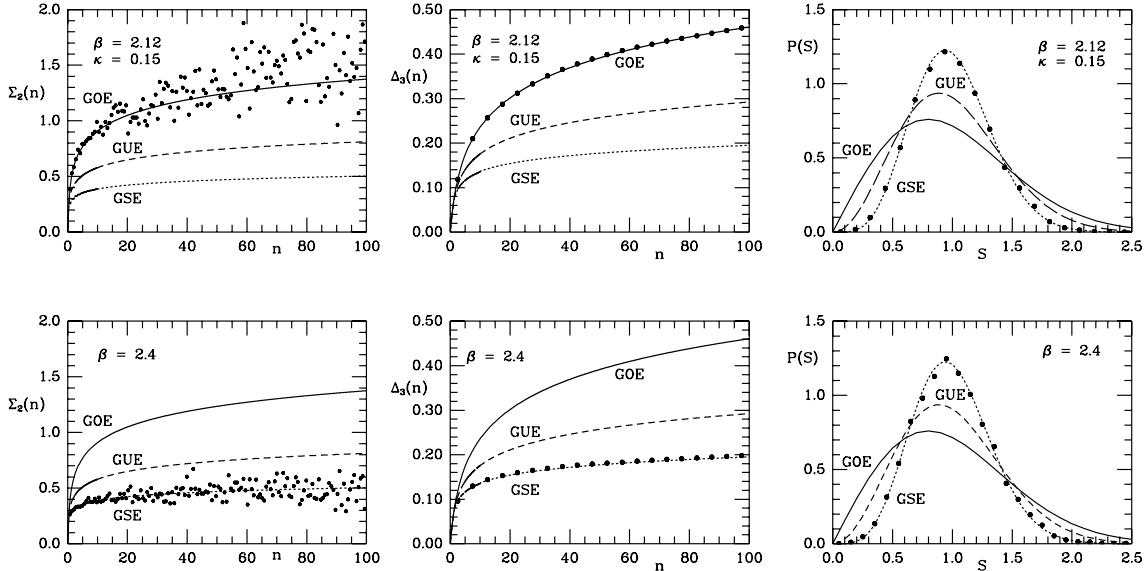 2.0
1.5
1.0
0.5
0.0
Σ₂(n)
β = 2.12
κ = 0.15
GOE
GUE
GSE
0 20 40 60 80 100
n
0.50
0.40
0.30
0.20
0.10
0.00
Δ₃(n)
β = 2.12
κ = 0.15
GOE
GUE
GSE
0 20 40 60 80 100
n
1.5
1.0
0.5
0.0
P(S)
β = 2.12
κ = 0.15
GUE
GOE
GSE
0.0 0.5 1.0 1.5 2.0 2.5
S
2.0
1.5
1.0
0.5
0.0
Σ₂(n)
β = 2.4
GOE
GUE
GSE
0 20 40 60 80 100
n
0.50
0.40
0.30
0.20
0.10
0.00
Δ₃(n)
β = 2.4
GOE
GUE
GSE
0 20 40 60 80 100
n
1.5
1.0
0.5
0.0
P(S)
β = 2.4
GUE
GOE
GSE
0.0 0.5 1.0 1.5 2.0 2.5
S